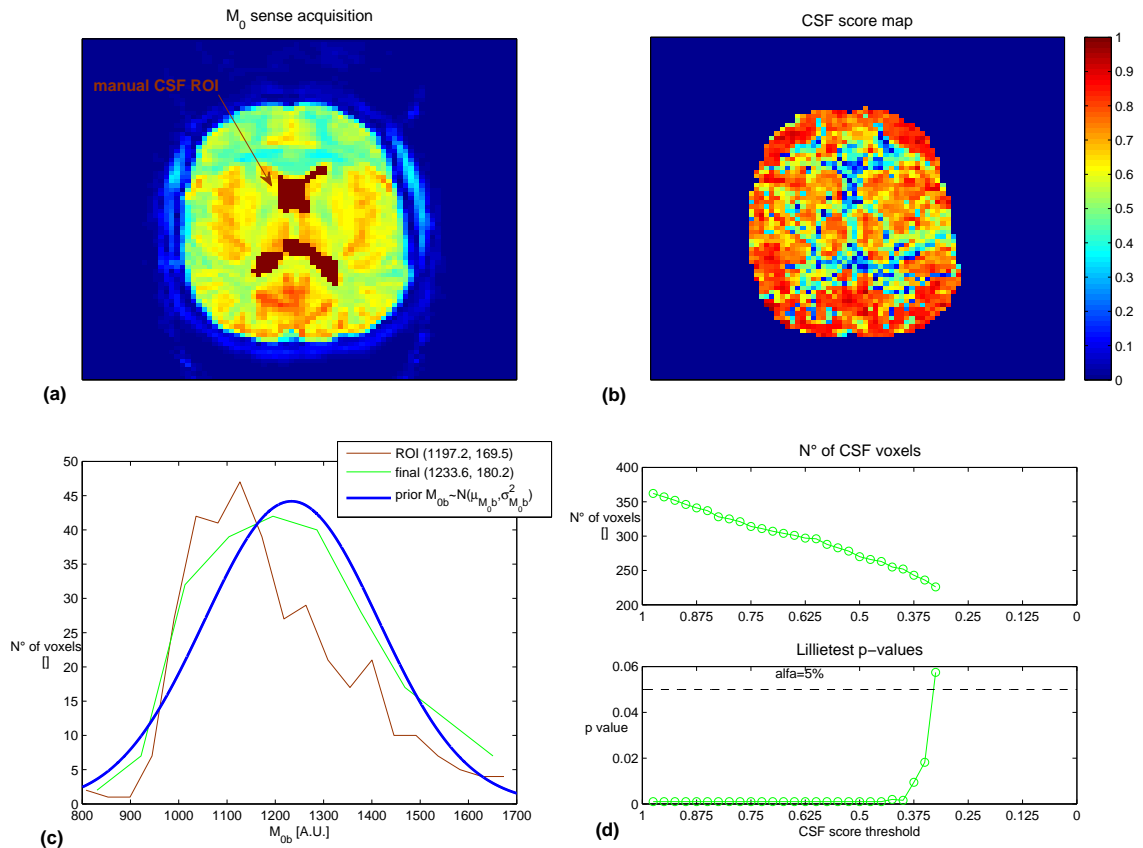 M₀ sense acquisition
manual CSF ROI
(a)
CSF score map
1
0.9
0.8
0.7
0.6
0.5
0.4
0.3
0.2
0.1
0
(b)
ROI (1197.2, 169.5)
final (1233.6, 180.2)
prior M₀b~N(μM₀b,σ²M₀b)
50
45
40
35
30
25
20
15
10
5
0
N° of voxels
[]
800 900 1000 1100 1200 1300 1400 1500 1600 1700
M₀b [A.U.]
(c)
N° of CSF voxels
400
350
300
250
200
N° of voxels
[]
1 0.875 0.75 0.625 0.5 0.375 0.25 0.125 0
Lillietest p−values
alfa=5%
0.06
0.04
0.02
0
p value
1 0.875 0.75 0.625 0.5 0.375 0.25 0.125 0
CSF score threshold
(d)